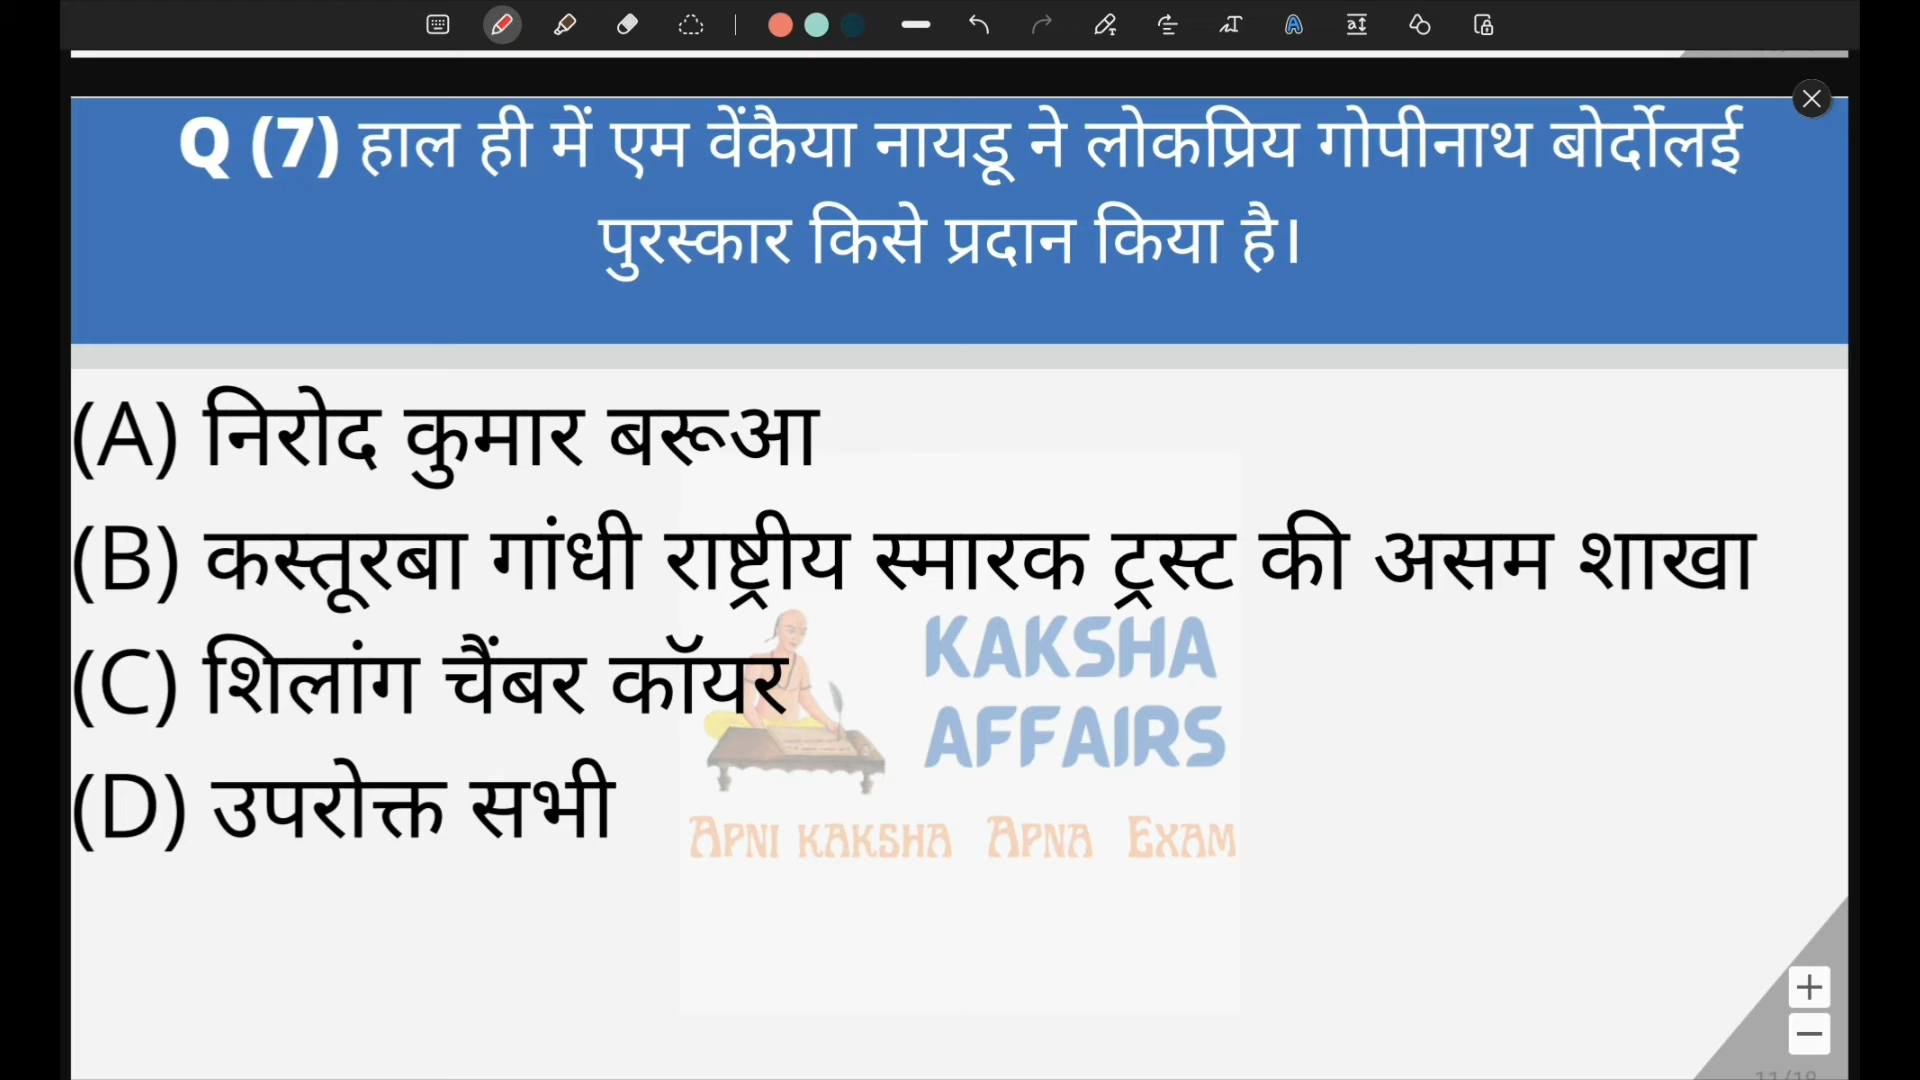 Q (7) हाल ही में एम वेंकैया नायडू ने लोकप्रिय गोपीनाथ बोर्दोलई
पुरस्कार किसे प्रदान किया है।
(A) निरोद कुमार बरूआ
(B) कस्तूरबा गांधी राष्ट्रीय स्मारक ट्रस्ट की असम शाखा
(C) शिलांग चैंबर कॉयर
(D) उपरोक्त सभी
KAKSHA
AFFAIRS
APNI KAKSHA APNA EXAM